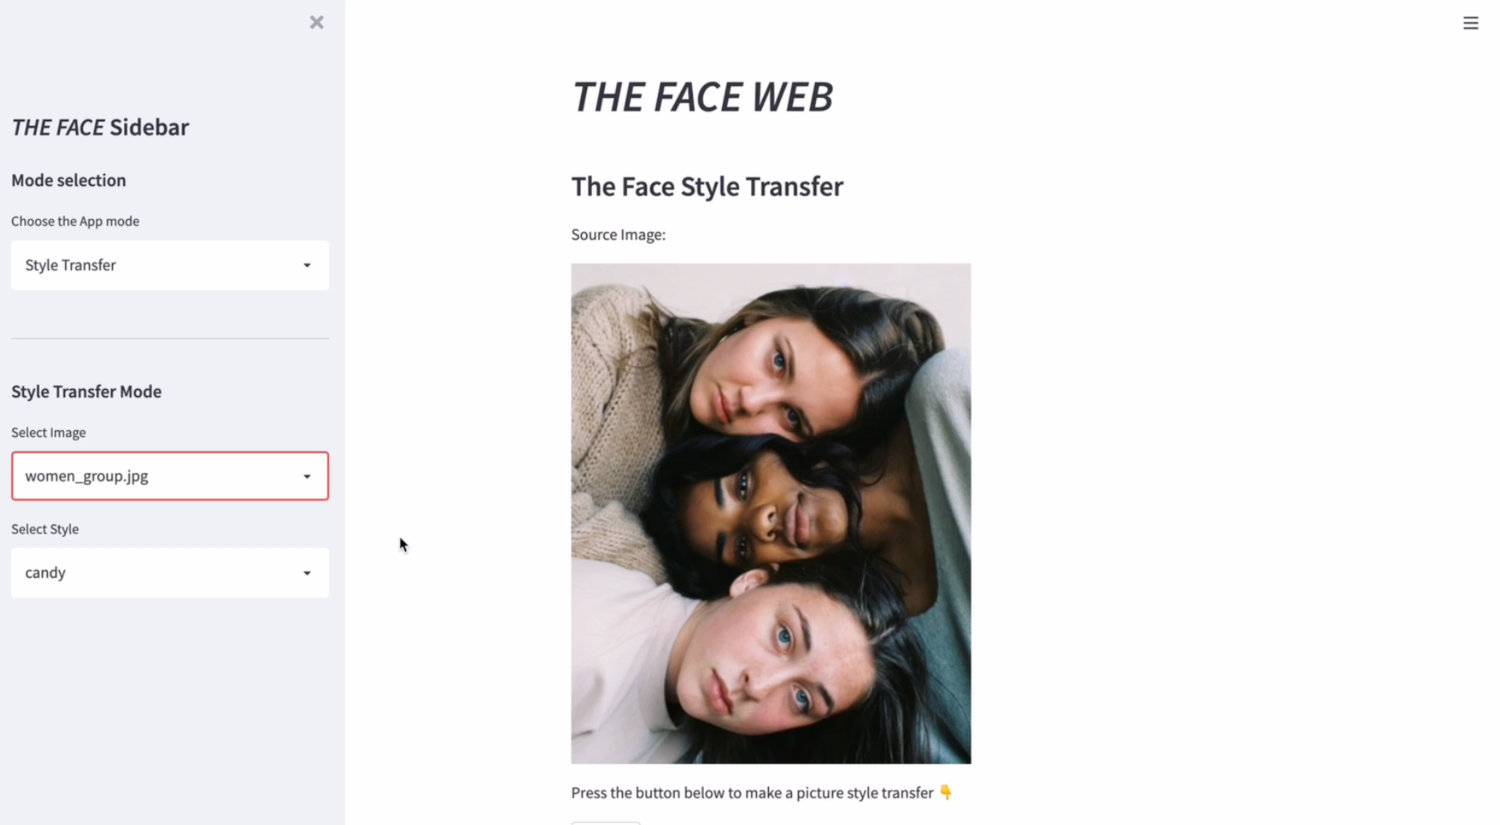 THE FACE Sidebar
Mode selection
Choose the App mode
Style Transfer
Style Transfer Mode
Select Image
women_group.jpg
Select Style
candy
THE FACE WEB
The Face Style Transfer
Source Image:
Press the button below to make a picture style transfer 👇